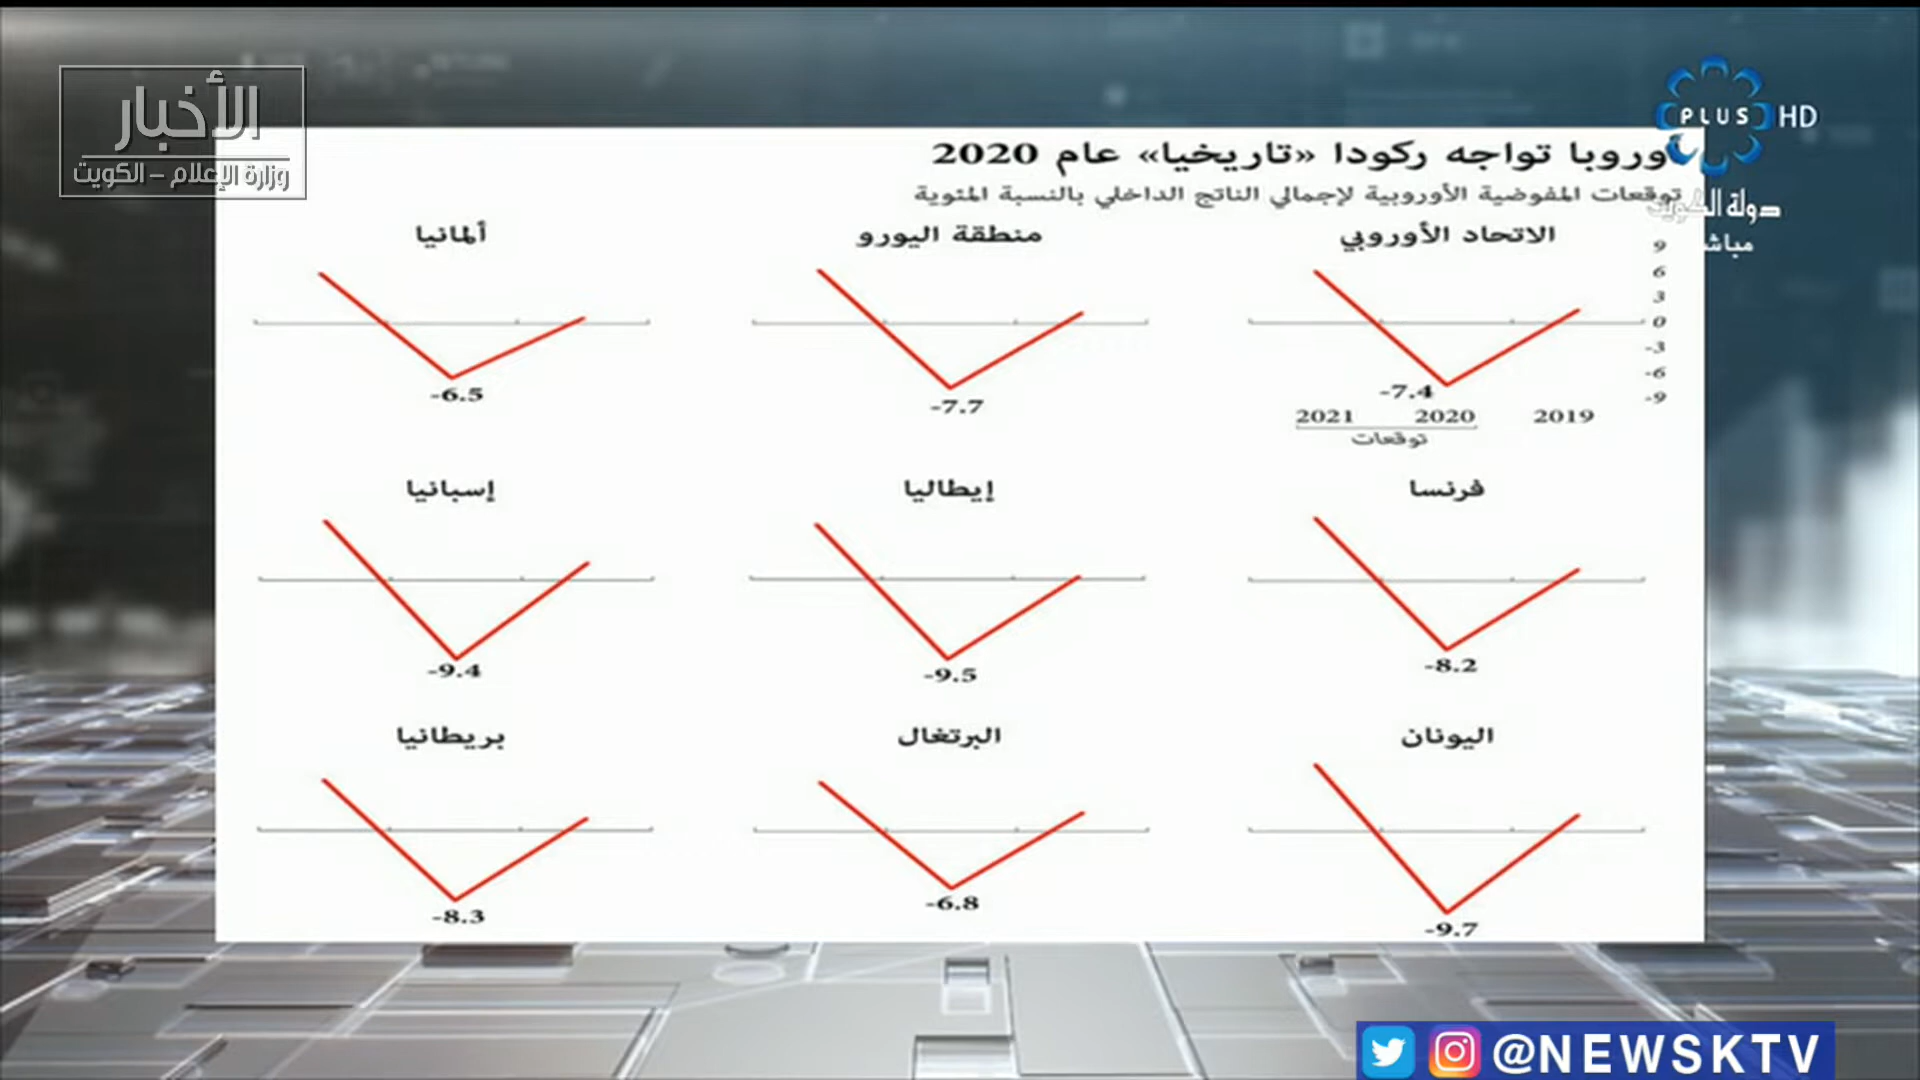 الأخبار
وزارة الإعلام - الكويت
PLUS HD
دولة الكويت
مباشر
أوروبا تواجه ركودا «تاريخيا» عام 2020
توقعات المفوضية الأوروبية لإجمالي الناتج الداخلي بالنسبة المئوية
الاتحاد الأوروبي
منطقة اليورو
ألمانيا
9
6
3
0
-3
-6
-9
-7.4
-7.7
-6.5
2019
2020
2021
توقعات
فرنسا
إيطاليا
إسبانيا
-8.2
-9.5
-9.4
اليونان
البرتغال
بريطانيا
-9.7
-6.8
-8.3
@NEWSKTV